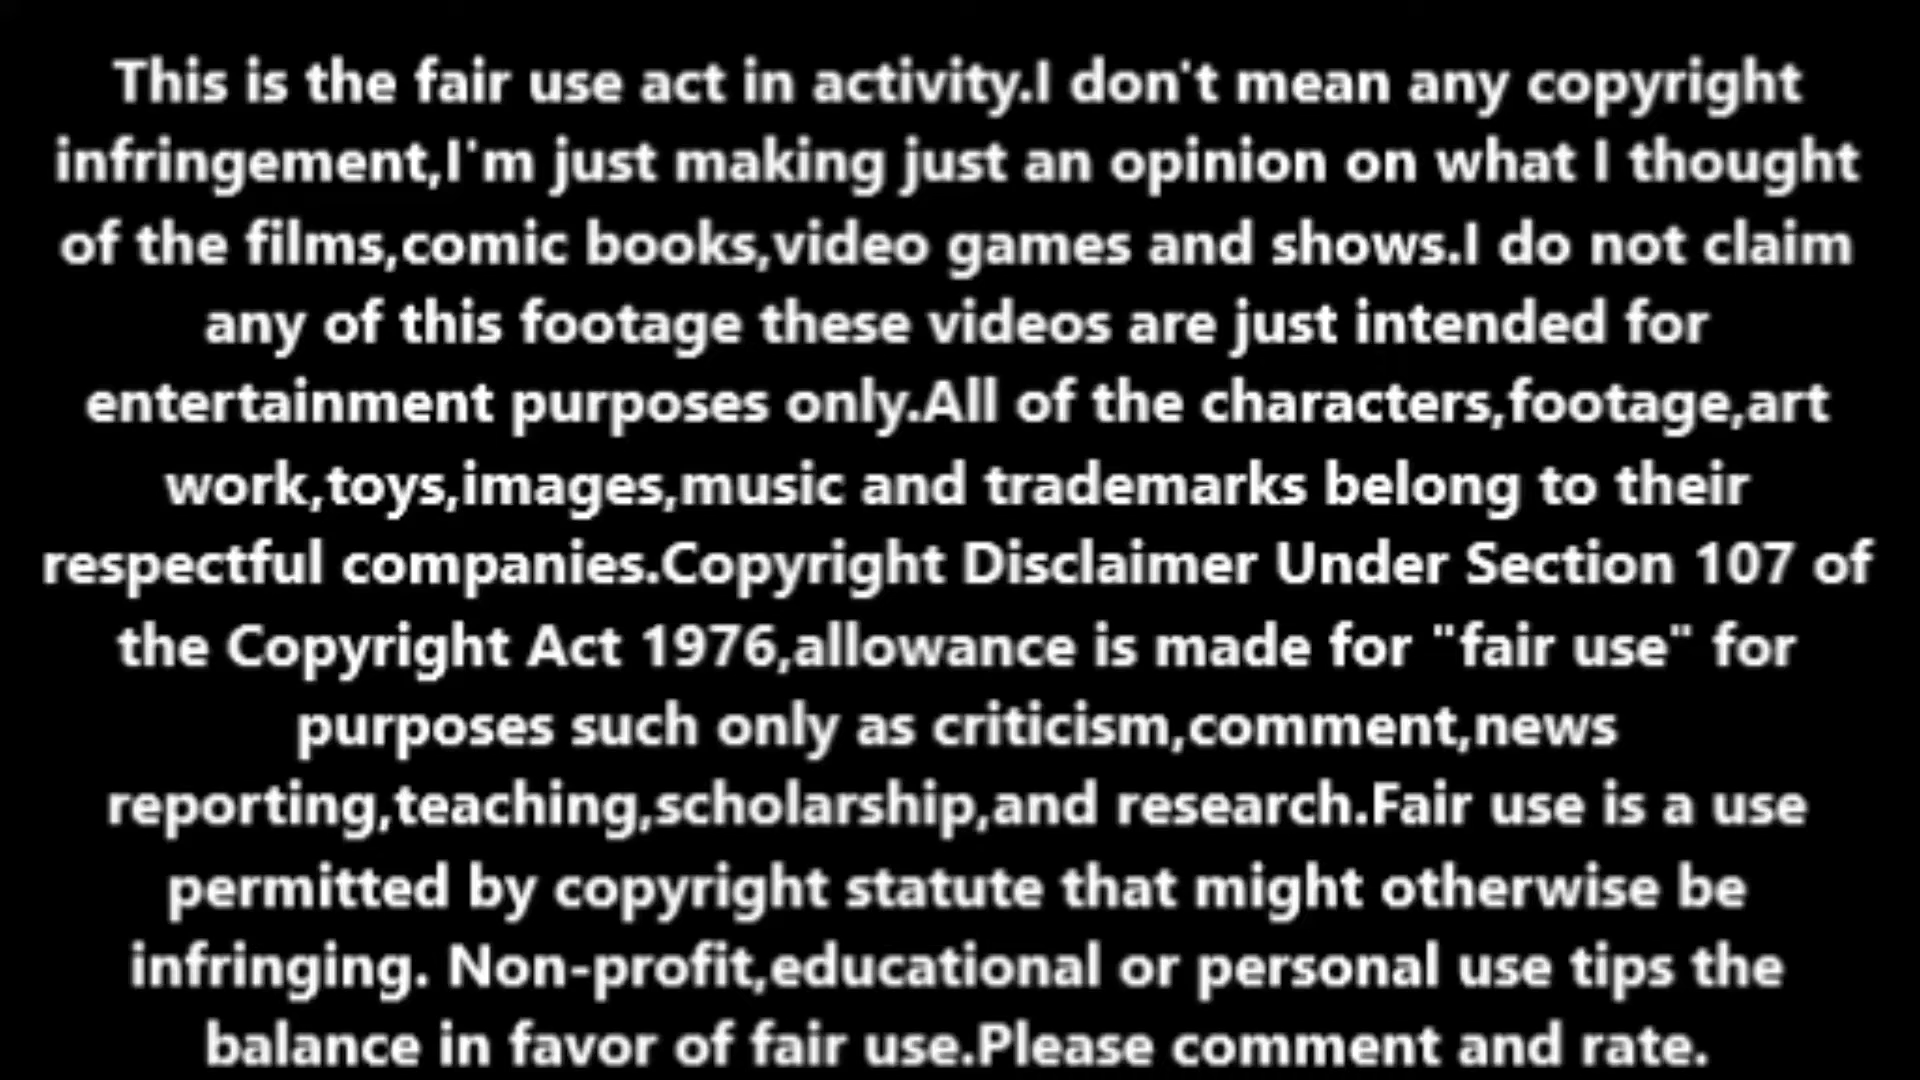 This is the fair use act in activity.I don't mean any copyright
infringement,I'm just making just an opinion on what I thought
of the films,comic books,video games and shows.I do not claim
any of this footage these videos are just intended for
entertainment purposes only.All of the characters,footage,art
work,toys,images,music and trademarks belong to their
respectful companies.Copyright Disclaimer Under Section 107 of
the Copyright Act 1976,allowance is made for "fair use" for
purposes such only as criticism,comment,news
reporting,teaching,scholarship,and research.Fair use is a use
permitted by copyright statute that might otherwise be
infringing. Non-profit,educational or personal use tips the
balance in favor of fair use.Please comment and rate.